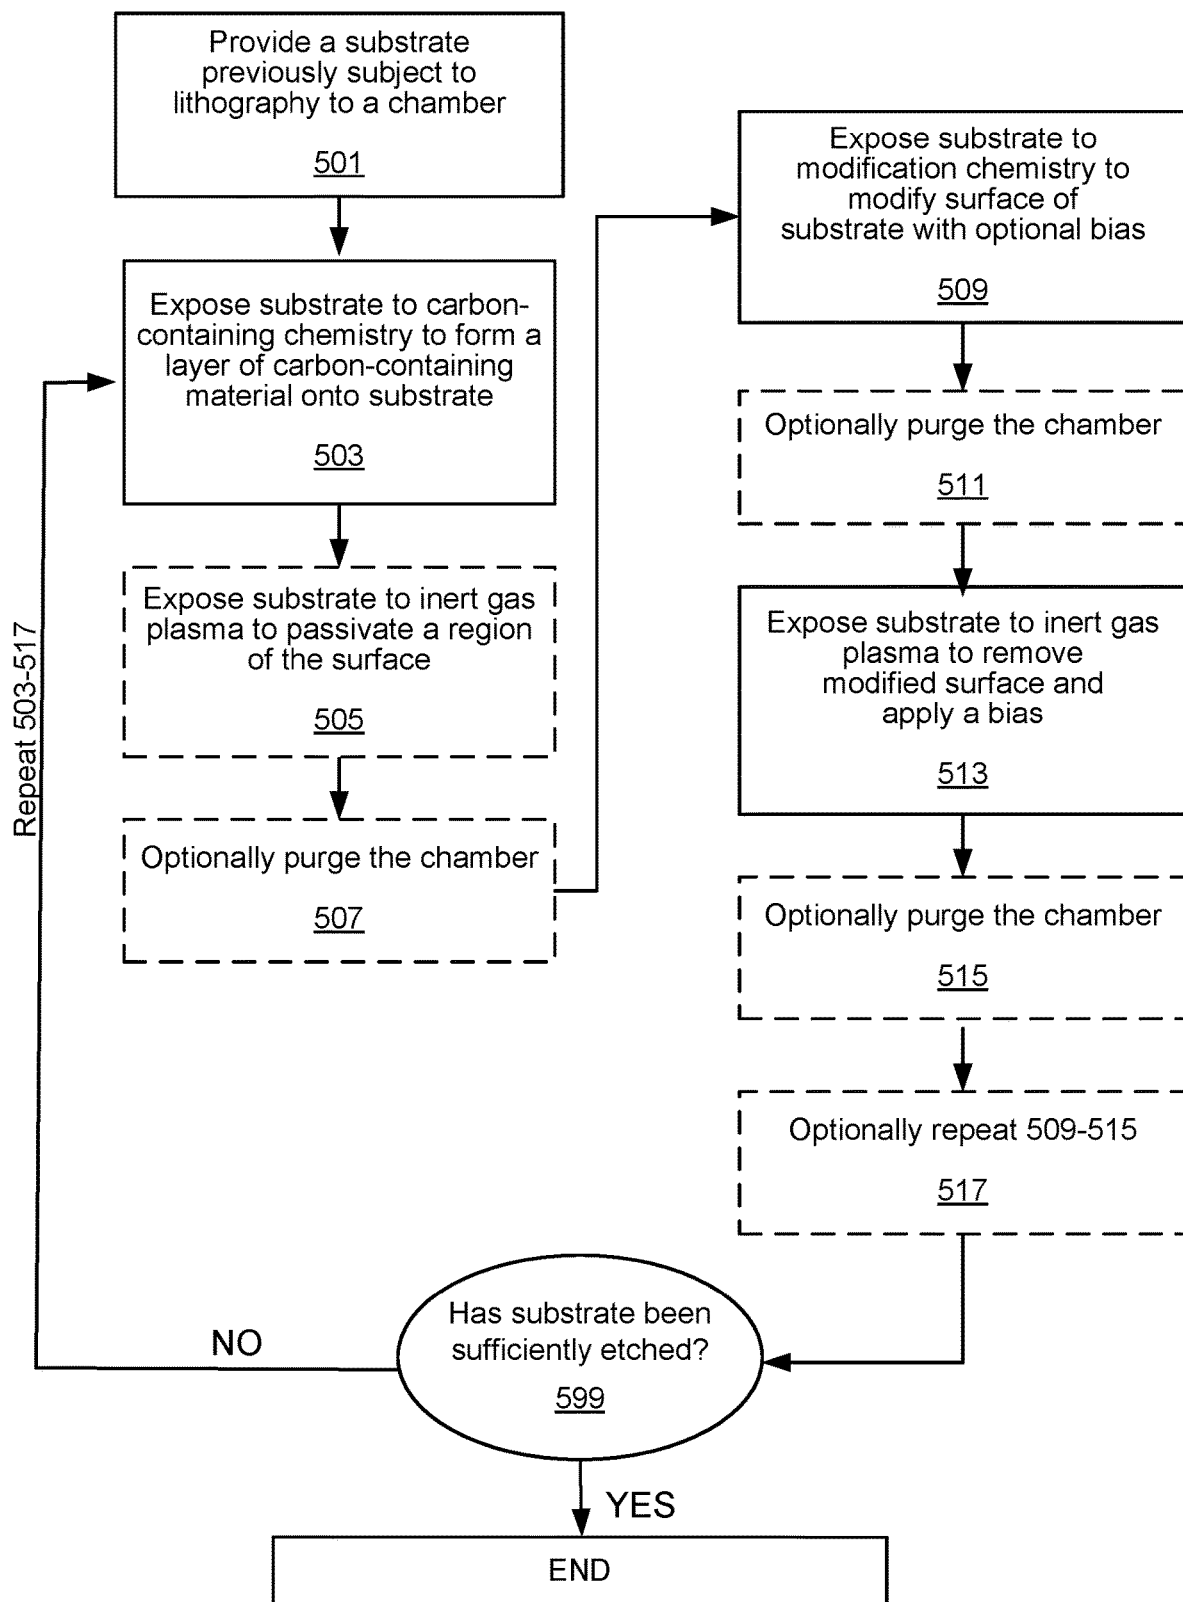 Provide a substrate
previously subject to
lithography to a chamber
501
Expose substrate to carbon-
containing chemistry to form a
layer of carbon-containing
material onto substrate
503
Expose substrate to inert gas
plasma to passivate a region
of the surface
505
Optionally purge the chamber
507
Expose substrate to
modification chemistry to
modify surface of
substrate with optional bias
509
Optionally purge the chamber
511
Expose substrate to inert gas
plasma to remove
modified surface and
apply a bias
513
Optionally purge the chamber
515
Optionally repeat 509-515
517
Has substrate been
sufficiently etched?
599
NO
Repeat 503-517
YES
END